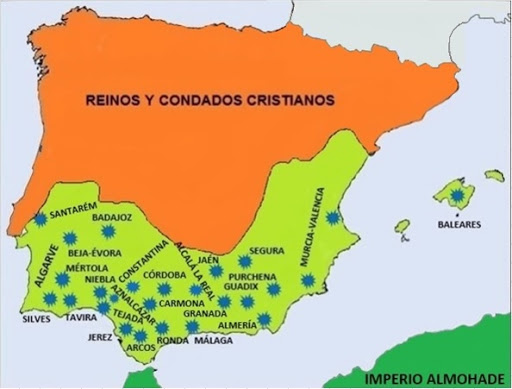 REINOS Y CONDADOS CRISTIANOS
SANTARÉM
BADAJOZ
BALEARES
MURCIA-VALENCIA
ALGARVE
BEJA-ÉVORA
CONSTANTINA
ALCALÁ LA REAL
JAÉN
SEGURA
MÉRTOLA
NIEBLA
AZNALCÁZAR
CÓRDOBA
PURCHENA
GUADIX
CARMONA
GRANADA
SILVES
TAVIRA
TEJADA
ALMERÍA
JEREZ
ARCOS
RONDA
MÁLAGA
IMPERIO ALMOHADE